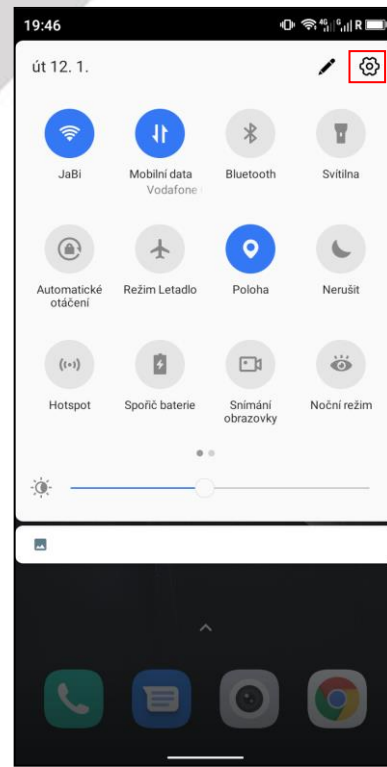 19:46
4G G R
út 12. 1.
JaBi
Mobilní data
Vodafone
Bluetooth
Svítilna
Automatické
otáčení
Režim Letadlo
Poloha
Nerušit
Hotspot
Spořič baterie
Snímání
obrazovky
Noční režim